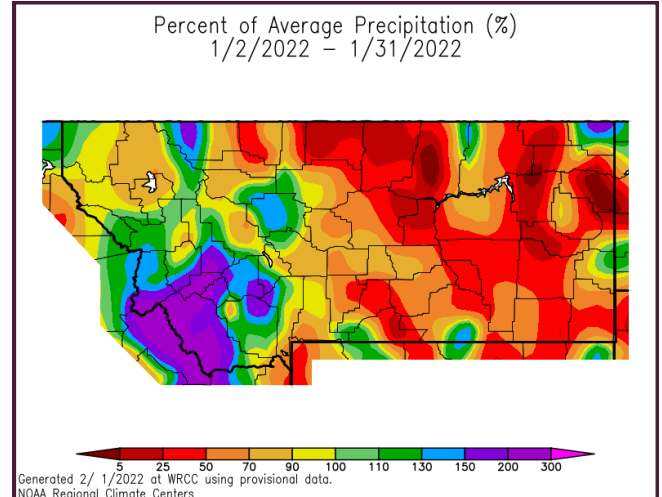 Percent of Average Precipitation (%)
1/2/2022 – 1/31/2022
5 25 50 70 90 100 110 130 150 200 300
Generated 2/ 1/2022 at WRCC using provisional data.
NOAA Regional Climate Centers